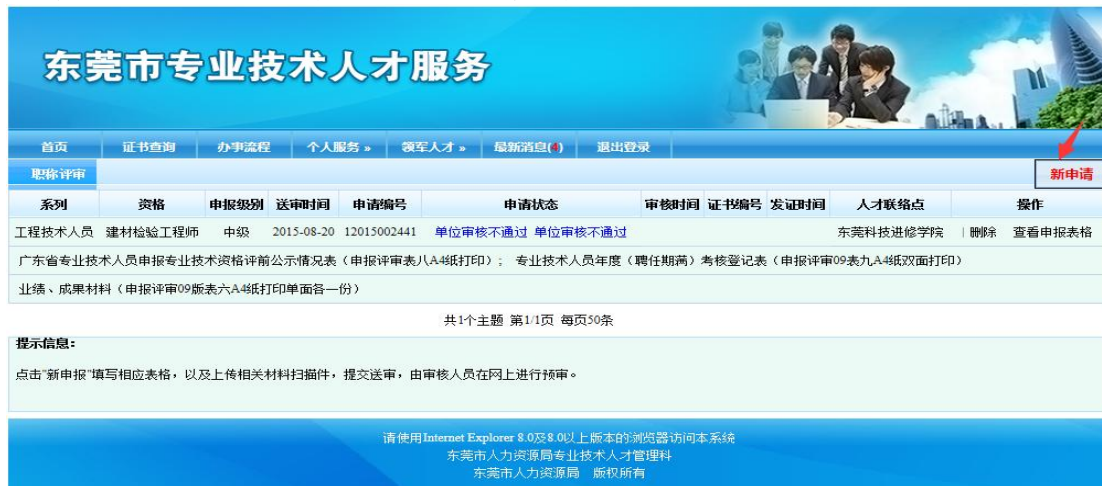 东莞市专业技术人才服务
首页 证书查询 办事流程 个人服务 » 领军人才 » 最新消息(4) 退出登录
职称评审 新申请
系列 资格 申报级别 送审时间 申请编号 申请状态 审核时间 证书编号 发证时间 人才联络点 操作
工程技术人员 建材检验工程师 中级 2015-08-20 12015002441 单位审核不通过 单位审核不通过 东莞科技进修学院 | 删除 查看申报表格
广东省专业技术人员申报专业技术资格评前公示情况表（申报评审表八A4纸打印）； 专业技术人员年度（聘任期满）考核登记表（申报评审09表九A4纸双面打印）
业绩、成果材料（申报评审09版表六A4纸打印单面各一份）
共1个主题 第1/1页 每页50条
提示信息：
点击"新申报"填写相应表格，以及上传相关材料扫描件，提交送审，由审核人员在网上进行预审。
请使用Internet Explorer 8.0及8.0以上版本的浏览器访问本系统
东莞市人力资源局专业技术人才管理科
东莞市人力资源局 版权所有